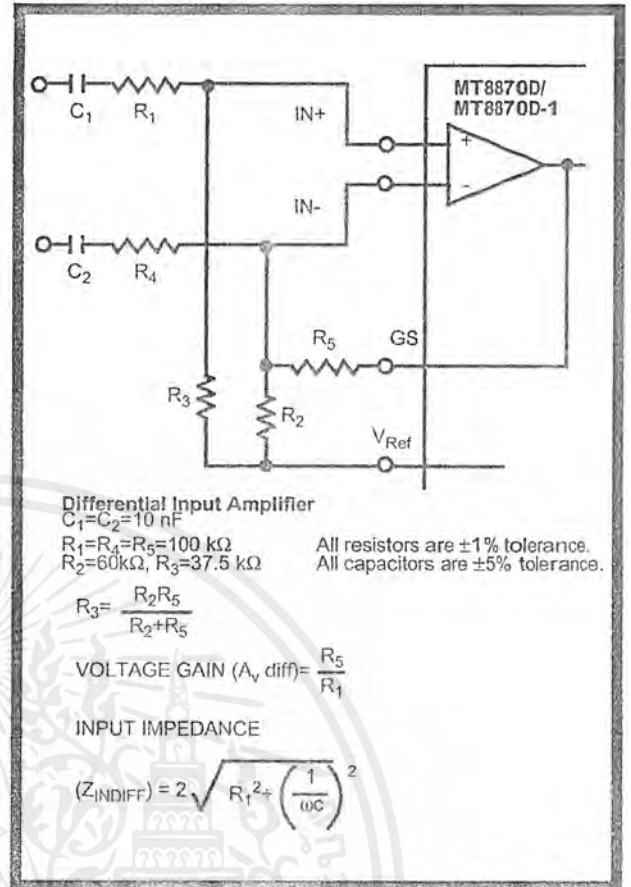 MT8870D/
MT8870D-1
C1
R1
IN+
+
-
IN-
C2
R4
R5
GS
R3
R2
VRef
Differential Input Amplifier
C1=C2=10 nF
R1=R4=R5=100 kΩ
All resistors are ±1% tolerance.
R2=60kΩ, R3=37.5 kΩ
All capacitors are ±5% tolerance.
R3= R2R5 / R2+R5
VOLTAGE GAIN (Av diff)= R5 / R1
INPUT IMPEDANCE
(ZINDIFF) = 2 √ R1² + (1 / ωc)²